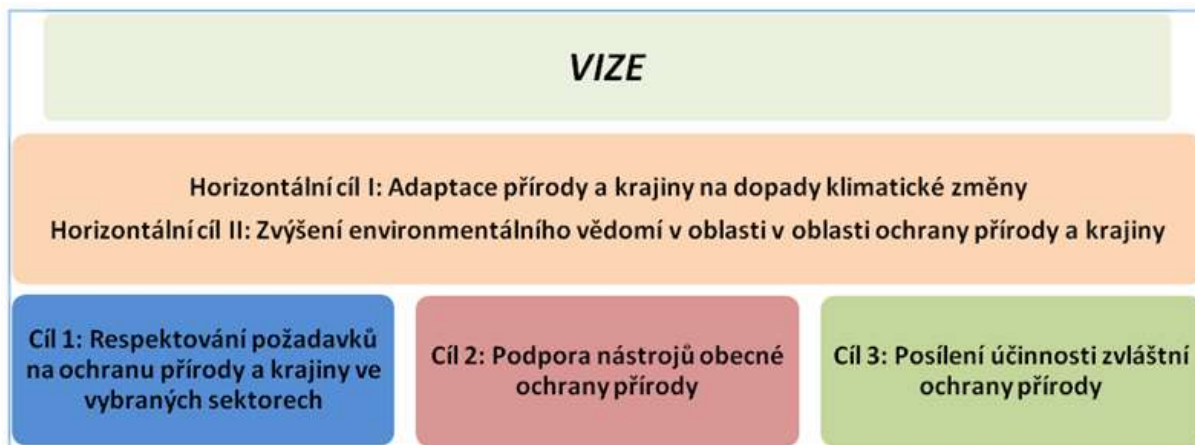 VIZE
Horizontální cíl I: Adaptace přírody a krajiny na dopady klimatické změny
Horizontální cíl II: Zvýšení environmentálního vědomí v oblasti v oblasti ochrany přírody a krajiny
Cíl 1: Respektování požadavků
na ochranu přírody a krajiny ve
vybraných sektorech
Cíl 2: Podpora nástrojů obecné
ochrany přírody
Cíl 3: Posílení účinnosti zvláštní
ochrany přírody